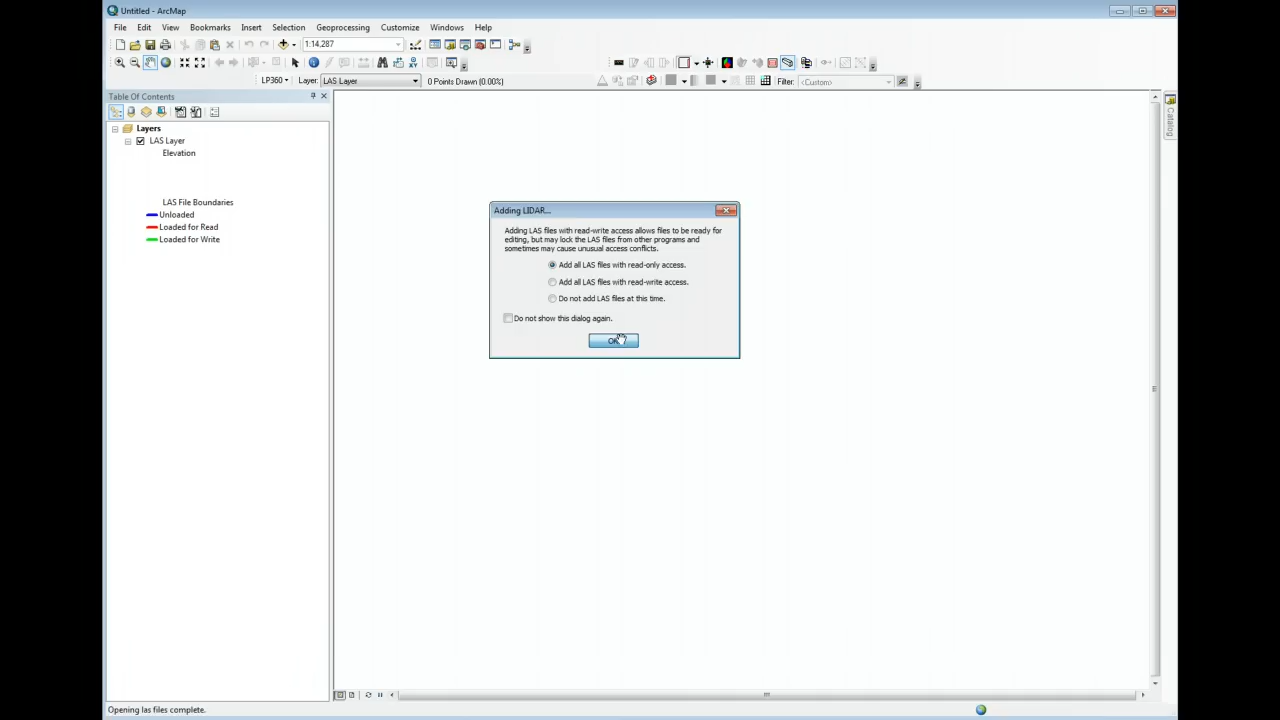 Untitled - ArcMap
File Edit View Bookmarks Insert Selection Geoprocessing Customize Windows Help
1:14,287
LP360 Layer: LAS Layer 0 Points Drawn (0.00%) Filter: <Custom>
Table Of Contents
Layers
LAS Layer
Elevation
LAS File Boundaries
Unloaded
Loaded for Read
Loaded for Write
Catalog
Adding LIDAR...
Adding LAS files with read-write access allows files to be ready for
editing, but may lock the LAS files from other programs and
sometimes may cause unusual access conflicts.
Add all LAS files with read-only access.
Add all LAS files with read-write access.
Do not add LAS files at this time.
Do not show this dialog again.
OK
Opening las files complete.